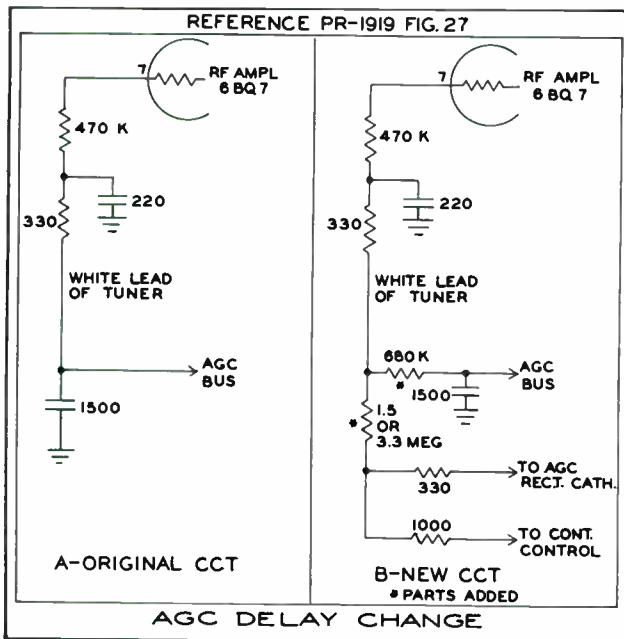 REFERENCE PR-1919 FIG. 27
7
RF AMPL
6BQ7
470 K
220
330
WHITE LEAD
OF TUNER
AGC
BUS
1500
A-ORIGINAL CCT
7
RF AMPL
6BQ7
470 K
220
330
WHITE LEAD
OF TUNER
680 K
*
AGC
BUS
1500
* 1.5
OR
3.3 MEG
330
TO AGC
RECT. CATH.
1000
TO CONT.
CONTROL
B-NEW CCT
* PARTS ADDED
AGC DELAY CHANGE